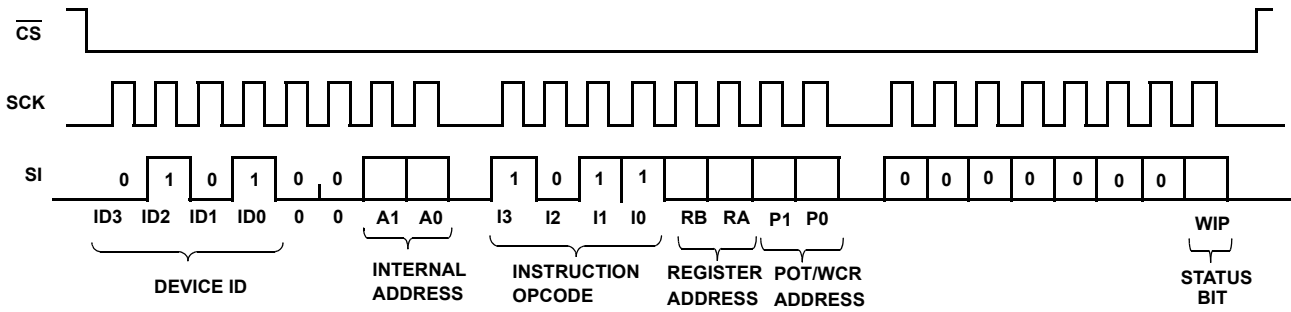 CS
SCK
SI
0 1 0 1 0 0 1 0 1 1 0 0 0 0 0 0 0
ID3 ID2 ID1 ID0 0 0 A1 A0 I3 I2 I1 I0 RB RA P1 P0 WIP
DEVICE ID
INTERNAL ADDRESS
INSTRUCTION OPCODE
REGISTER ADDRESS
POT/WCR ADDRESS
STATUS BIT